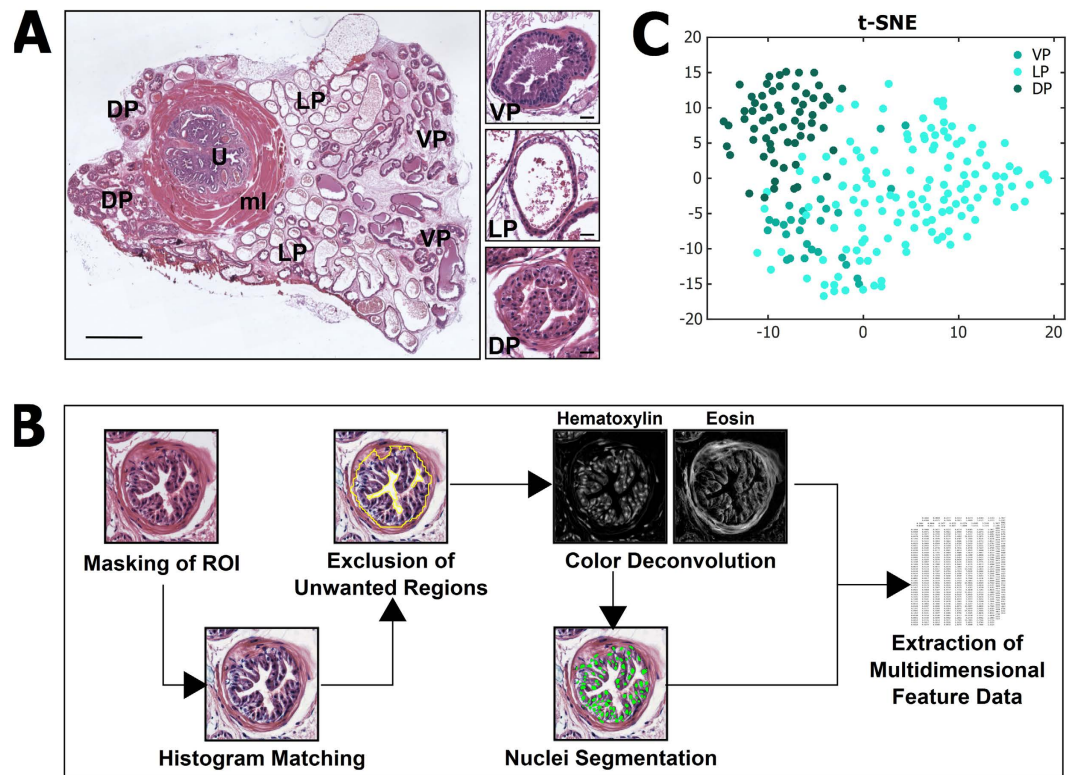 A
DP
LP
VP
U
DP
ml
LP
VP
VP
LP
DP
C
t-SNE
VP
LP
DP
20
15
10
5
0
-5
-10
-15
-20
-10
0
10
20
B
Masking of ROI
Histogram Matching
Exclusion of
Unwanted Regions
Hematoxylin
Eosin
Color Deconvolution
Nuclei Segmentation
Extraction of
Multidimensional
Feature Data